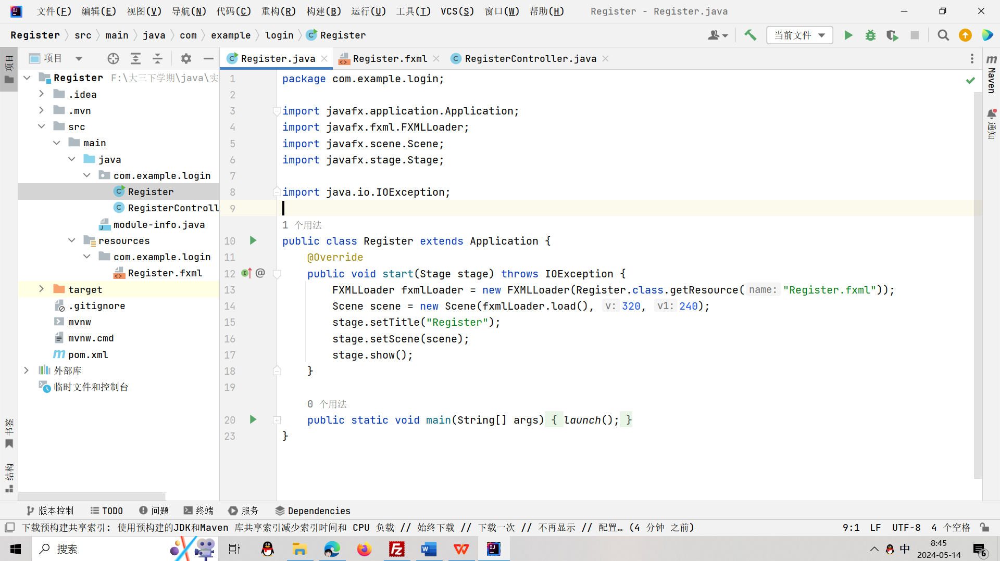 文件(F) 编辑(E) 视图(V) 导航(N) 代码(C) 重构(R) 构建(B) 运行(U) 工具(T) VCS(S) 窗口(W) 帮助(H) Register - Register.java
Register src main java com example login Register
当前文件
项目
Register.java Register.fxml RegisterController.java
项目
Register F:\大三下学期\java\实
.idea
.mvn
src
main
java
com.example.login
Register
RegisterControll
module-info.java
resources
com.example.login
Register.fxml
target
.gitignore
mvnw
mvnw.cmd
pom.xml
外部库
临时文件和控制台
书签
结构
1 package com.example.login;
2
3 import javafx.application.Application;
4 import javafx.fxml.FXMLLoader;
5 import javafx.scene.Scene;
6 import javafx.stage.Stage;
7
8 import java.io.IOException;
9
1 个用法
10 public class Register extends Application {
11 @Override
12 public void start(Stage stage) throws IOException {
13 FXMLLoader fxmlLoader = new FXMLLoader(Register.class.getResource( name: "Register.fxml"));
14 Scene scene = new Scene(fxmlLoader.load(), v: 320, v1: 240);
15 stage.setTitle("Register");
16 stage.setScene(scene);
17 stage.show();
18 }
19
0 个用法
20 public static void main(String[] args) { launch(); }
23 }
Maven
通知
版本控制 TODO 问题 终端 服务 Dependencies
下载预构建共享索引: 使用预构建的JDK和Maven 库共享索引减少索引时间和 CPU 负载 // 始终下载 // 下载一次 // 不再显示 // 配置… (4 分钟 之前) 9:1 LF UTF-8 4 个空格
搜索
中
8:45
2024-05-14
6